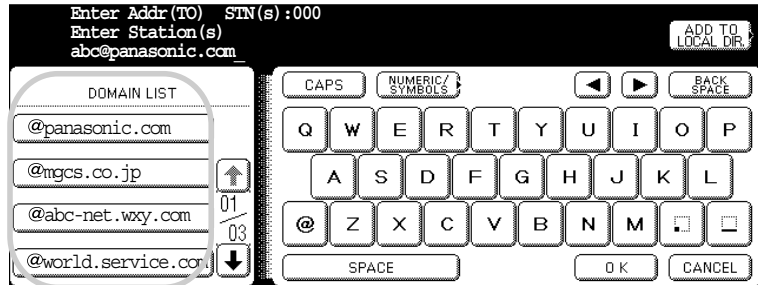 Enter Addr(TO) STN(s):000
Enter Station(s)
abc@panasonic.com_
ADD TO
LOCAL DIR.
DOMAIN LIST
@panasonic.com
@mgcs.co.jp
@abc-net.wxy.com
@world.service.com
01
03
CAPS
NUMERIC/
SYMBOLS
BACK
SPACE
Q W E R T Y U I O P
A S D F G H J K L
@ Z X C V B N M . _
SPACE
OK
CANCEL